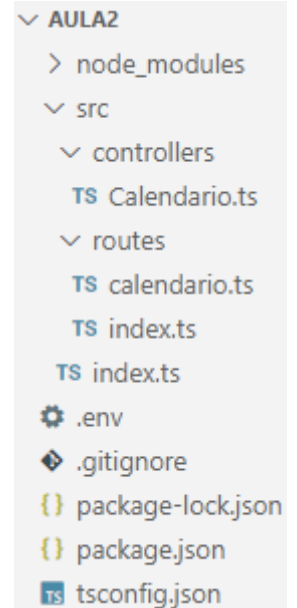 AULA2
node_modules
src
controllers
TS Calendario.ts
routes
TS calendario.ts
TS index.ts
TS index.ts
.env
.gitignore
{} package-lock.json
{} package.json
TS tsconfig.json